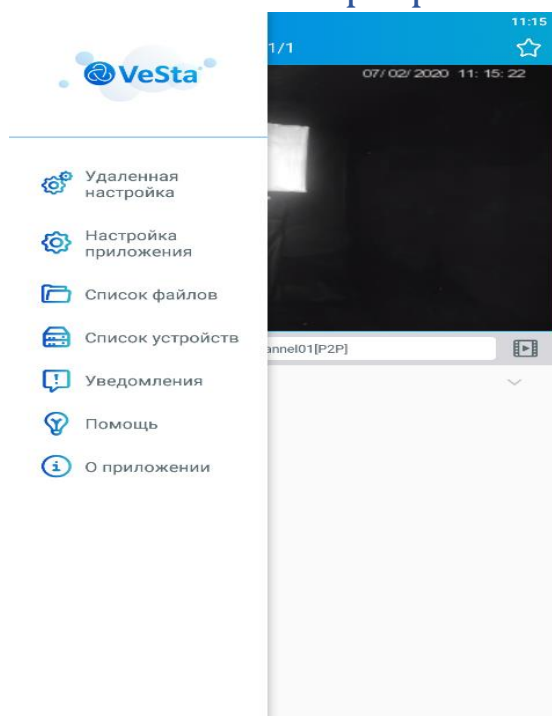 11:15
1/1
VeSta
07/02/2020 11:15:22
Удаленная
настройка
Настройка
приложения
Список файлов
Список устройств
annel01[P2P]
Уведомления
Помощь
О приложении